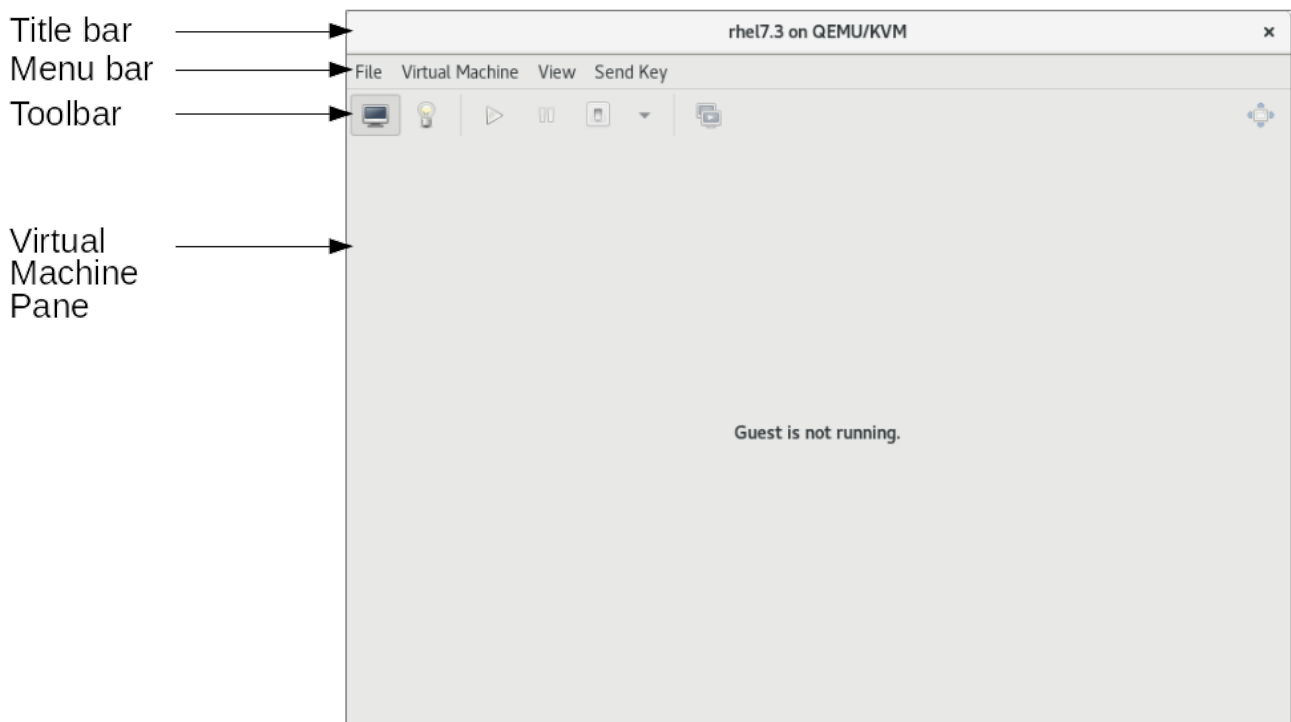 Title bar
rhel7.3 on QEMU/KVM
Menu bar
File Virtual Machine View Send Key
Toolbar
Virtual
Machine
Pane
Guest is not running.